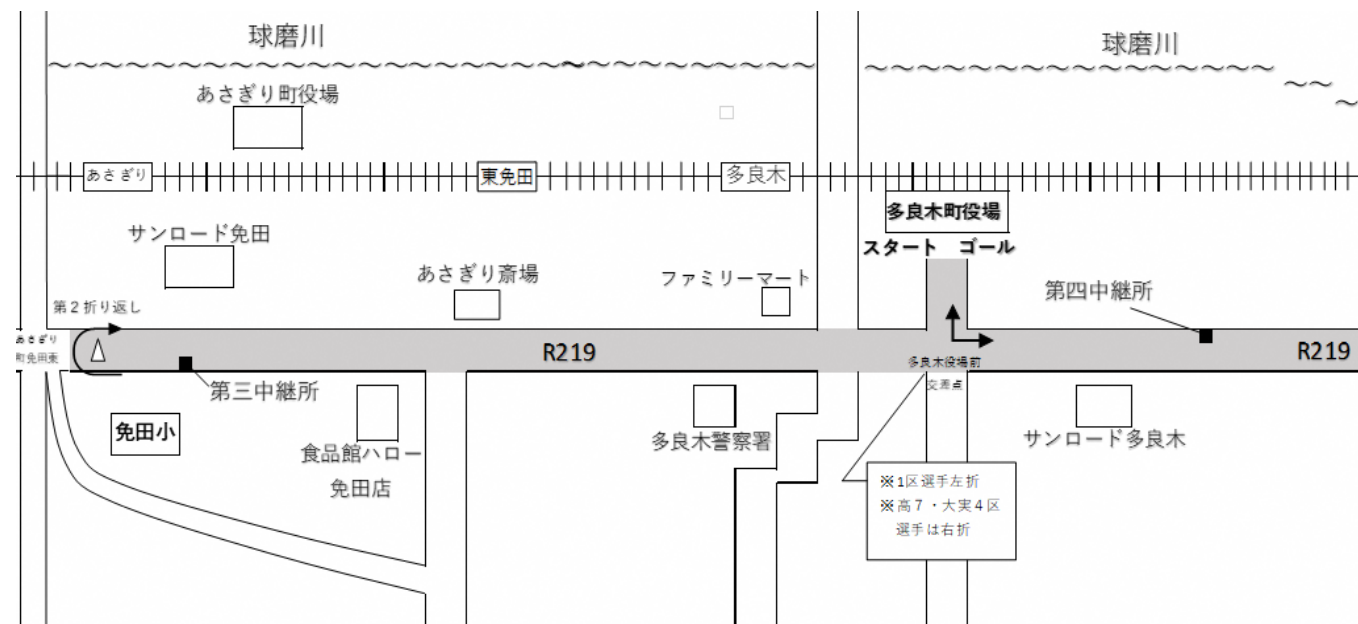 球磨川
球磨川
あさぎり町役場
あさぎり
東免田
多良木
多良木町役場
スタート ゴール
サンロード免田
あさぎり斎場
ファミリーマート
第四中継所
第２折り返し
あさぎり
町免田東
R219
R219
多良木役場前
交差点
第三中継所
免田小
食品館ハロー
免田店
多良木警察署
サンロード多良木
※1区選手左折
※高７・大実４区
選手は右折